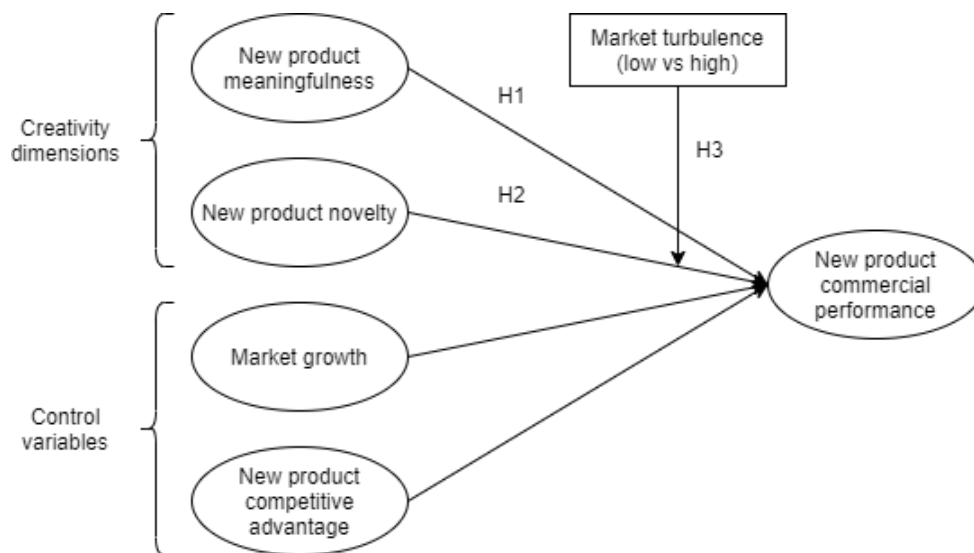 New product
meaningfulness
Market turbulence
(low vs high)
H1
Creativity
dimensions
H3
H2
New product novelty
New product
commercial
performance
Market growth
Control
variables
New product
competitive
advantage